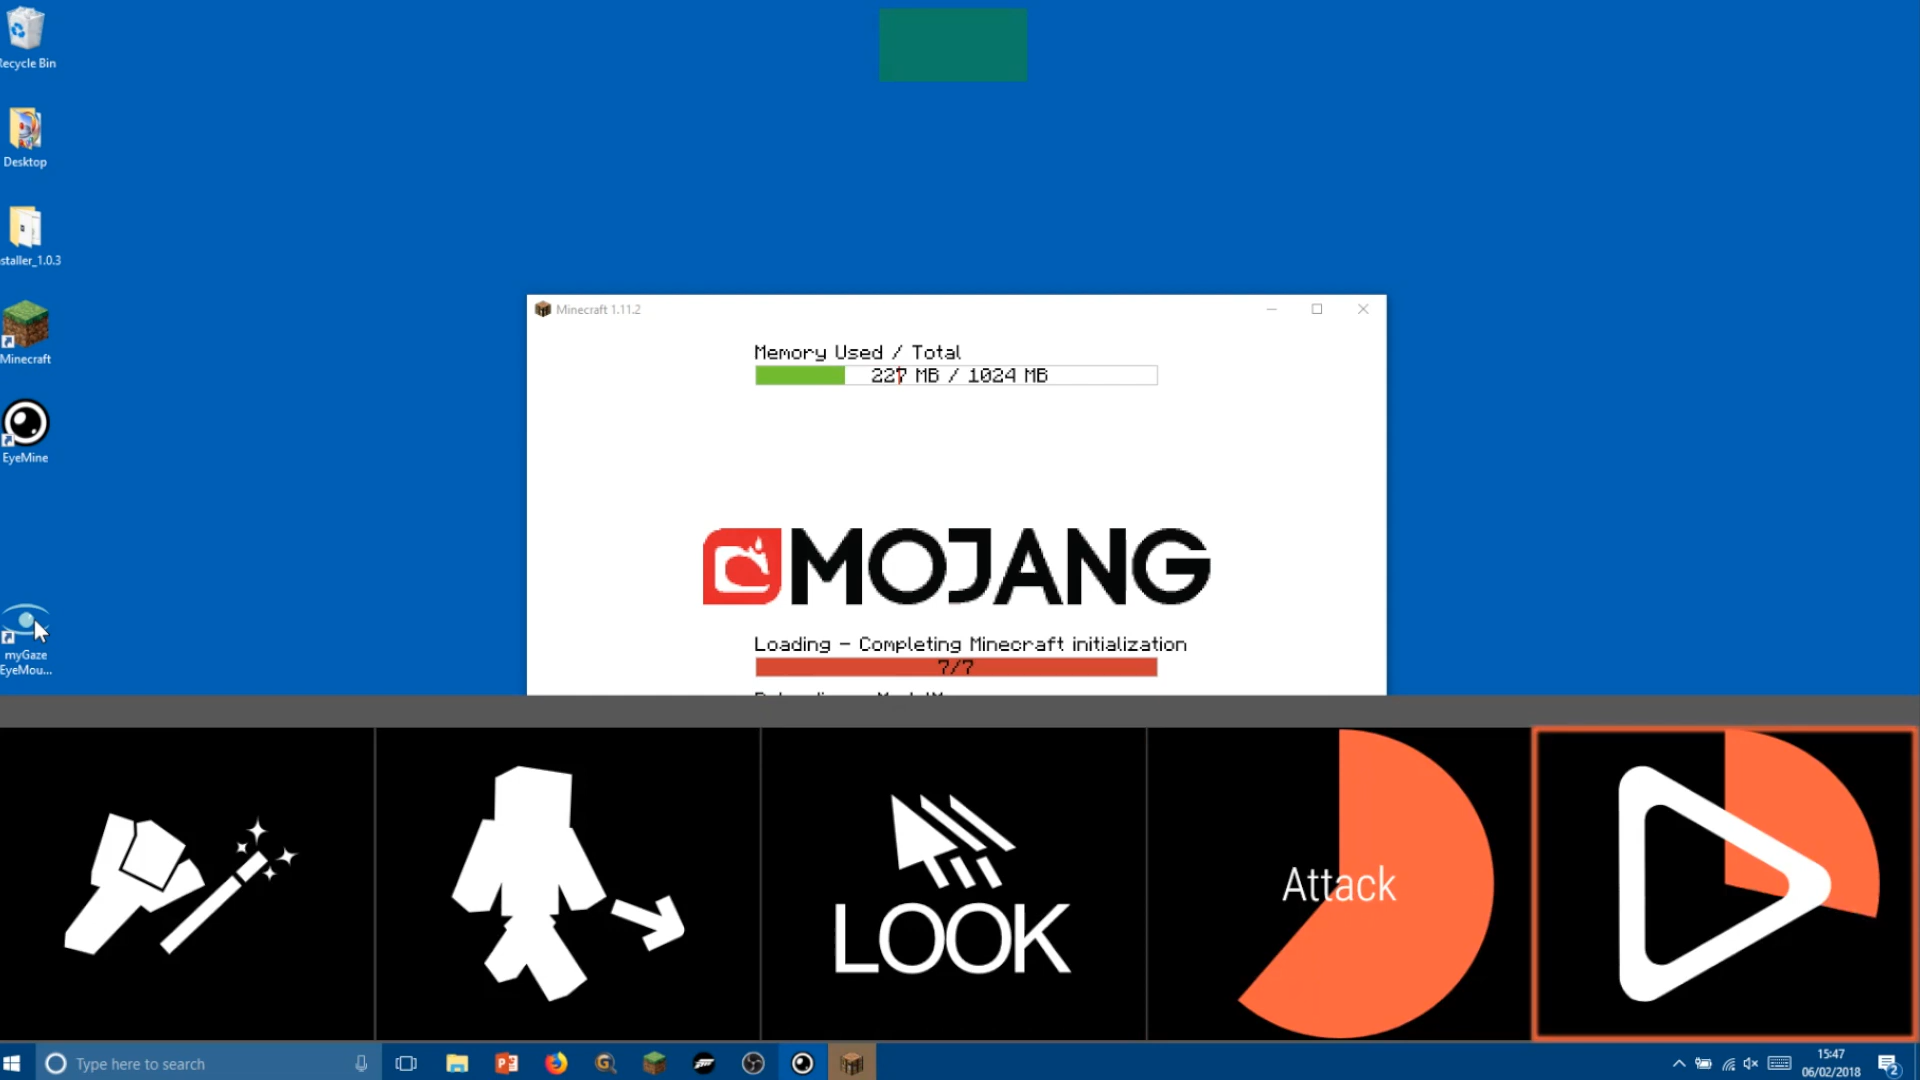 Recycle Bin
Desktop
staller_1.0.3
Minecraft
EyeMine
myGaze
EyeMou...
Minecraft 1.11.2
Memory Used / Total
227 MB / 1024 MB
MOJANG
Loading - Completing Minecraft initialization
7/7
LOOK
Attack
Type here to search
15:47
06/02/2018
2